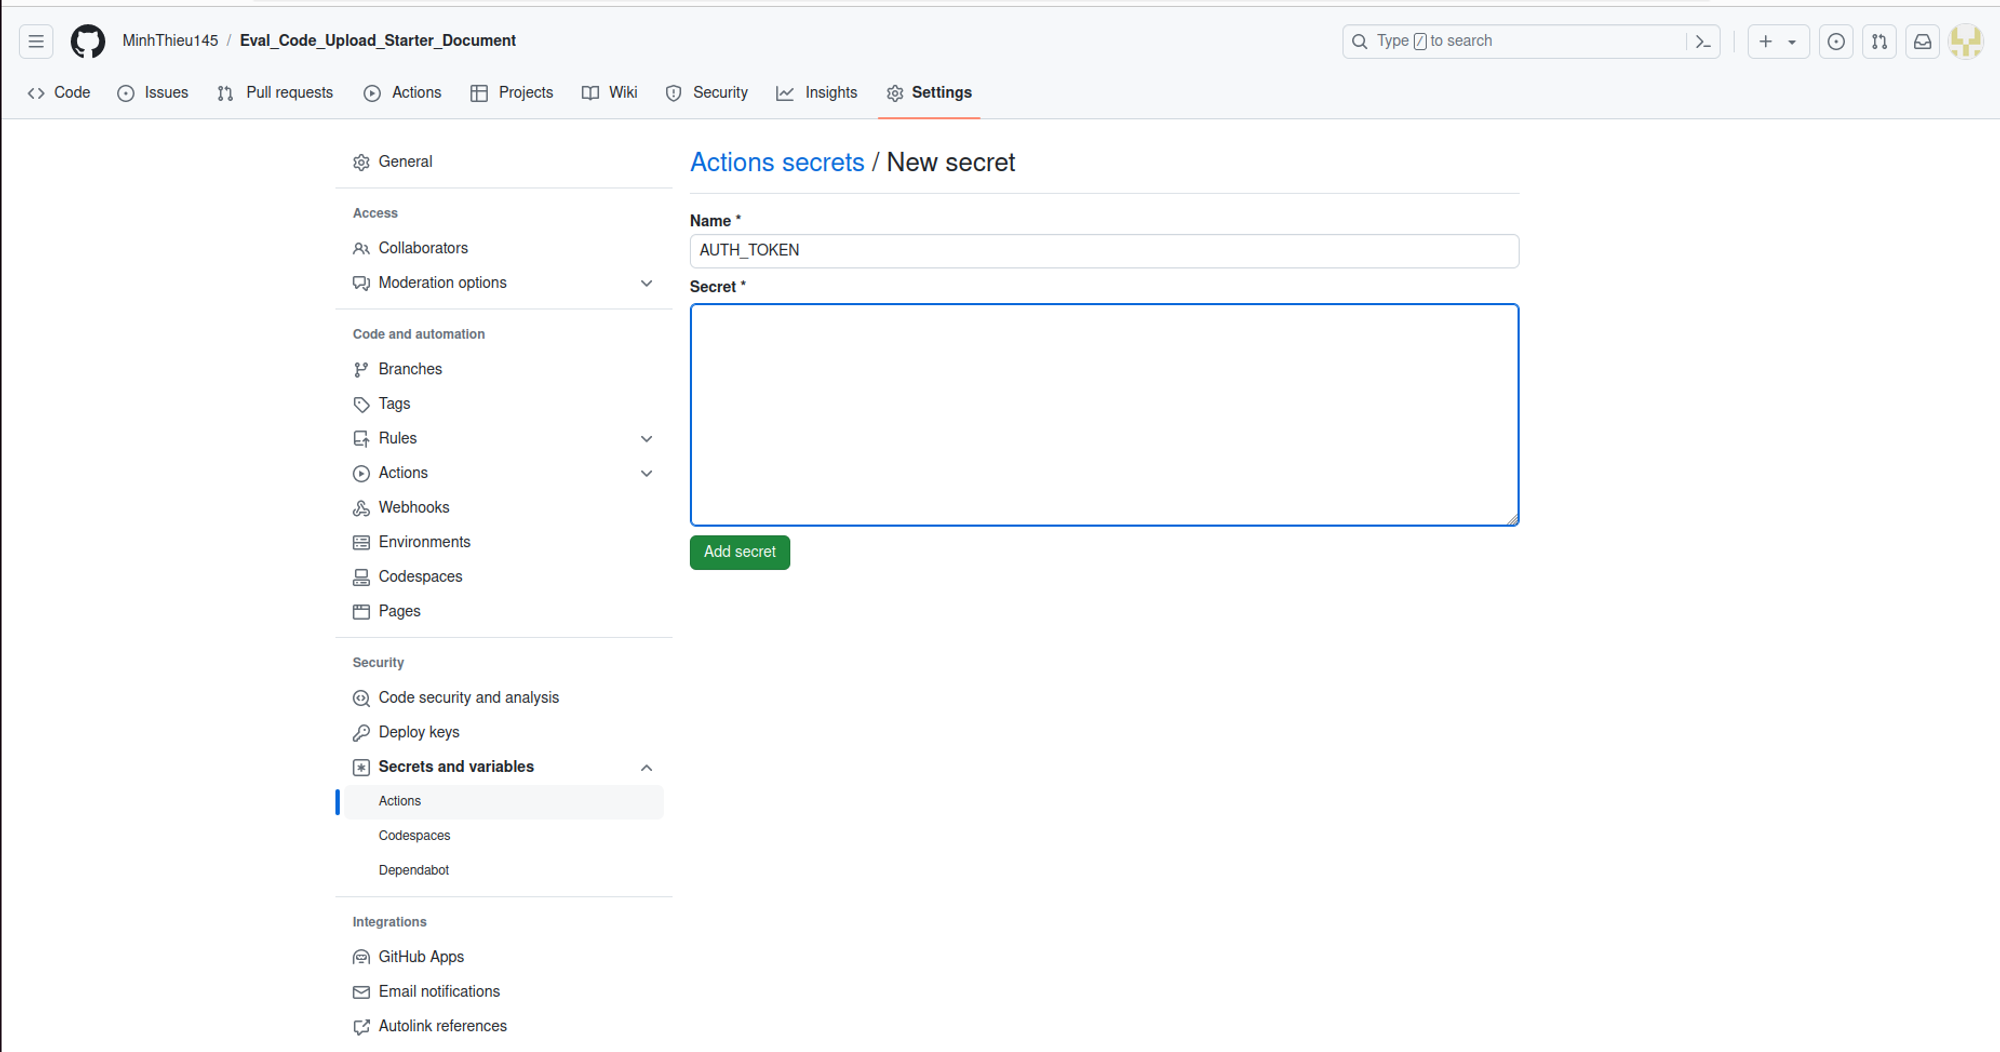 MinhThieu145 / Eval_Code_Upload_Starter_Document
Type / to search
Code Issues Pull requests Actions Projects Wiki Security Insights Settings
General
Access
Collaborators
Moderation options
Code and automation
Branches
Tags
Rules
Actions
Webhooks
Environments
Codespaces
Pages
Security
Code security and analysis
Deploy keys
Secrets and variables
Actions
Codespaces
Dependabot
Integrations
GitHub Apps
Email notifications
Autolink references
Actions secrets / New secret
Name *
AUTH_TOKEN
Secret *
Add secret